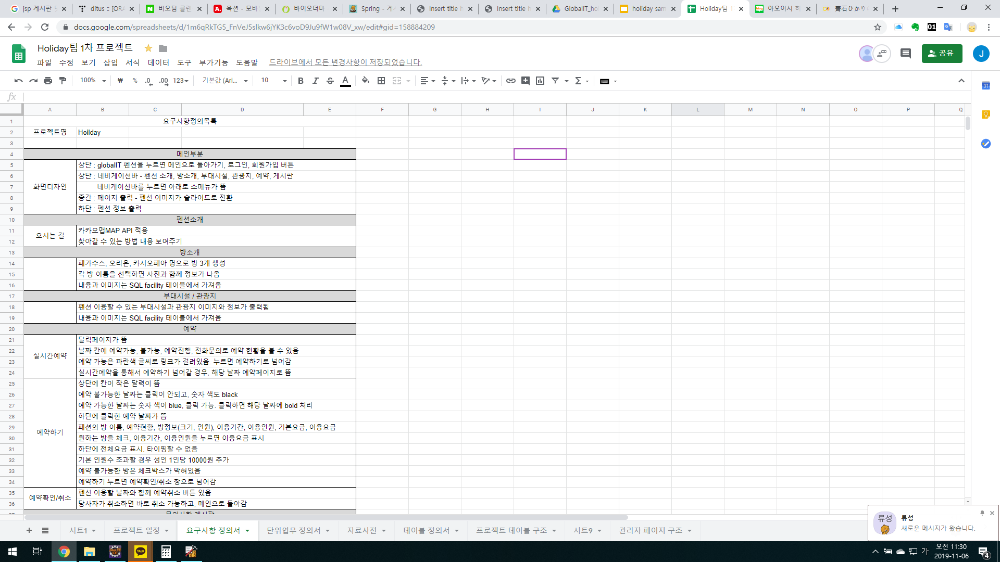 jsp 게시판 5
ditus :: [ORA
비오텀 클렌
옥션 - 모바일
바이오더마
Spring - 게시
Insert title h
Insert title h
GlobalIT_hol
holiday sam
Holiday팀 1
아오이시 히
青石ひかり
docs.google.com/spreadsheets/d/1m6qRkTG5_FnVeJ5slkw6jYK3c6voD9Ju9fW1w08V_xw/edit#gid=158884209
Holiday팀 1차 프로젝트
파일 수정 보기 삽입 서식 데이터 도구 부가기능 도움말 드라이브에서 모든 변경사항이 저장되었습니다.
공유
J
100% ₩ % .0 .00 123 기본값 (Ari... 10 B I S A
fx
A B C D E F G H I J K L M N O P Q
1 요구사항정의목록
2 프로젝트명 Hoilday
3
4 메인부분
5 상단 : globalIT 펜션을 누르면 메인으로 돌아가기, 로그인, 회원가입 버튼
6 상단 : 네비게이션바 - 펜션 소개, 방소개, 부대시설, 관광지, 예약, 게시판
7 화면디자인 네비게이션바를 누르면 아래로 소메뉴가 뜸
8 중간 : 페이지 출력 - 펜션 이미지가 슬라이드로 전환
9 하단 : 펜션 정보 출력
10 펜션소개
11 오시는 길 카카오맵MAP API 적용
12 찾아갈 수 있는 방법 내용 보여주기
13 방소개
14 페가수스, 오리온, 카시오페아 명으로 방 3개 생성
15 각 방 이름을 선택하면 사진과 함께 정보가 나옴
16 내용과 이미지는 SQL facility 테이블에서 가져옴
17 부대시설 / 관광지
18 펜션 이용할 수 있는 부대시설과 관광지 이미지와 정보가 출력됨
19 내용과 이미지는 SQL facility 테이블에서 가져옴
20 예약
21 달력페이지가 뜸
22 날짜 칸에 예약가능, 불가능, 예약진행, 전화문의로 예약 현황을 볼 수 있음
23 실시간예약 예약 가능은 파란색 글씨로 링크가 걸려있음. 누르면 예약하기로 넘어감
24 실시간예약을 통해서 예약하기 넘어갈 경우, 해당 날짜 예약페이지로 뜸
25 상단에 칸이 작은 달력이 뜸
26 예약 불가능한 날짜는 클릭이 안되고, 숫자 색도 black
27 예약 가능한 날짜는 숫자 색이 blue, 클릭 가능. 클릭하면 해당 날짜에 bold 처리
28 하단에 클릭한 예약 날짜가 뜸
29 예약하기 페션의 방 이름, 예약현황, 방정보(크기, 인원), 이용기간, 이용인원, 기본요금, 이용요금
30 원하는 방을 체크, 이용기간, 이용인원을 누르면 이용요금 표시
31 하단에 전체요금 표시. 타이핑할 수 없음
32 기본 인원수 초과할 경우 성인 1인당 10000원 추가
33 예약 불가능한 방은 체크박스가 막혀있음
34 예약하기 누르면 예약확인/취소 창으로 넘어감
35 예약확인/취소 펜션 이용할 날짜와 함께 예약취소 버튼 있음
36 당사자가 취소하면 바로 취소 가능하고, 메인으로 돌아감
시트1 프로젝트 일정 요구사항 정의서 단위업무 정의서 자료사전 테이블 정의서 프로젝트 테이블 구조 시트9 관리자 페이지 구조
류성
류성
새로운 메시지가 왔습니다.
TALK
가
오전 11:30
2019-11-06
4